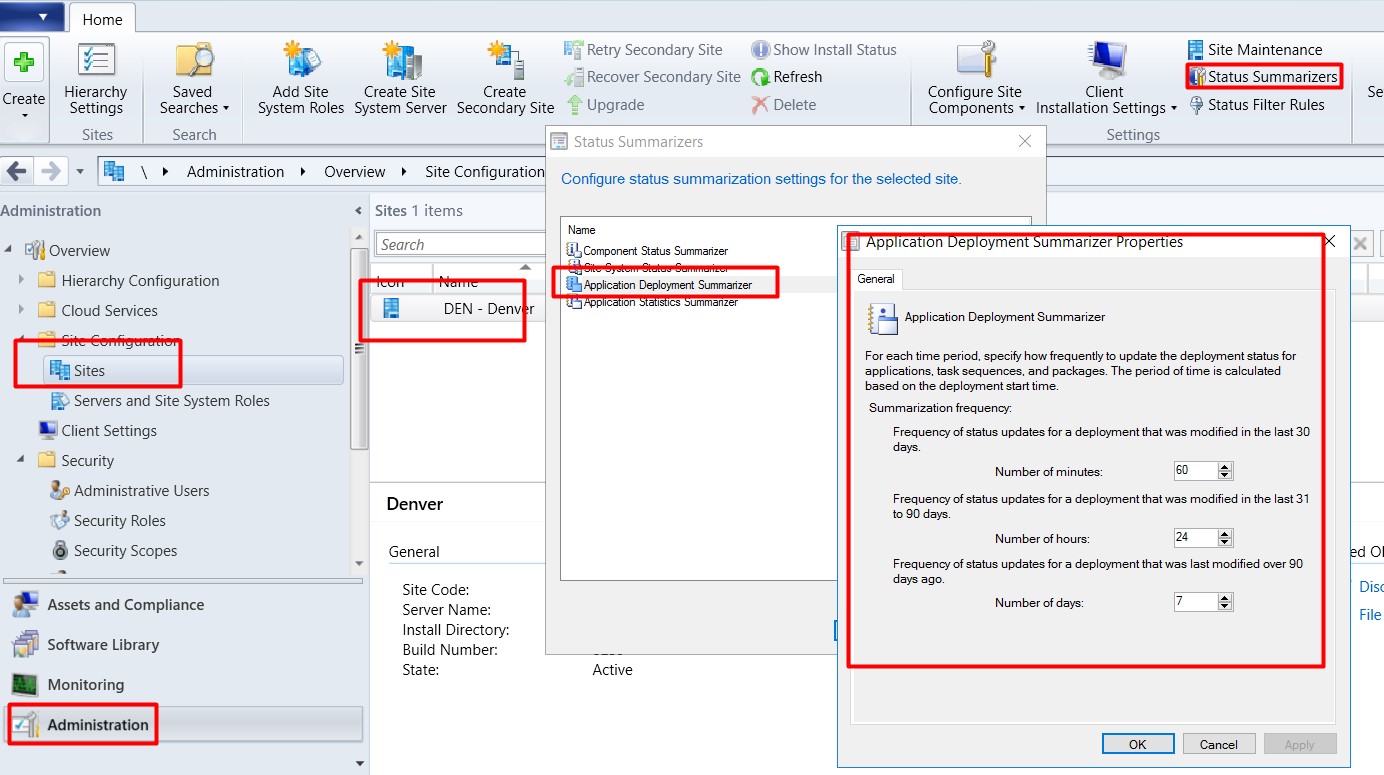 Home
Create
Hierarchy
Settings
Sites
Saved
Searches
Search
Add Site
System Roles
Create Site
System Server
Create
Secondary Site
Retry Secondary Site
Recover Secondary Site
Upgrade
Show Install Status
Refresh
Delete
Configure Site
Components
Client
Installation Settings
Site Maintenance
Status Summarizers
Status Filter Rules
Settings
\ Administration Overview Site Configuration
Administration
Overview
Hierarchy Configuration
Cloud Services
Site Configuration
Sites
Servers and Site System Roles
Client Settings
Security
Administrative Users
Security Roles
Security Scopes
Assets and Compliance
Software Library
Monitoring
Administration
Sites 1 items
Search
Icon Name
DEN - Denver
Denver
General
Site Code:
Server Name:
Install Directory:
Build Number:
State: Active
Status Summarizers
Configure status summarization settings for the selected site.
Name
Component Status Summarizer
Site System Status Summarizer
Application Deployment Summarizer
Application Statistics Summarizer
Application Deployment Summarizer Properties
General
Application Deployment Summarizer
For each time period, specify how frequently to update the deployment status for
applications, task sequences, and packages. The period of time is calculated
based on the deployment start time.
Summarization frequency:
Frequency of status updates for a deployment that was modified in the last 30
days.
Number of minutes: 60
Frequency of status updates for a deployment that was modified in the last 31
to 90 days.
Number of hours: 24
Frequency of status updates for a deployment that was last modified over 90
days ago.
Number of days: 7
OK Cancel Apply
File